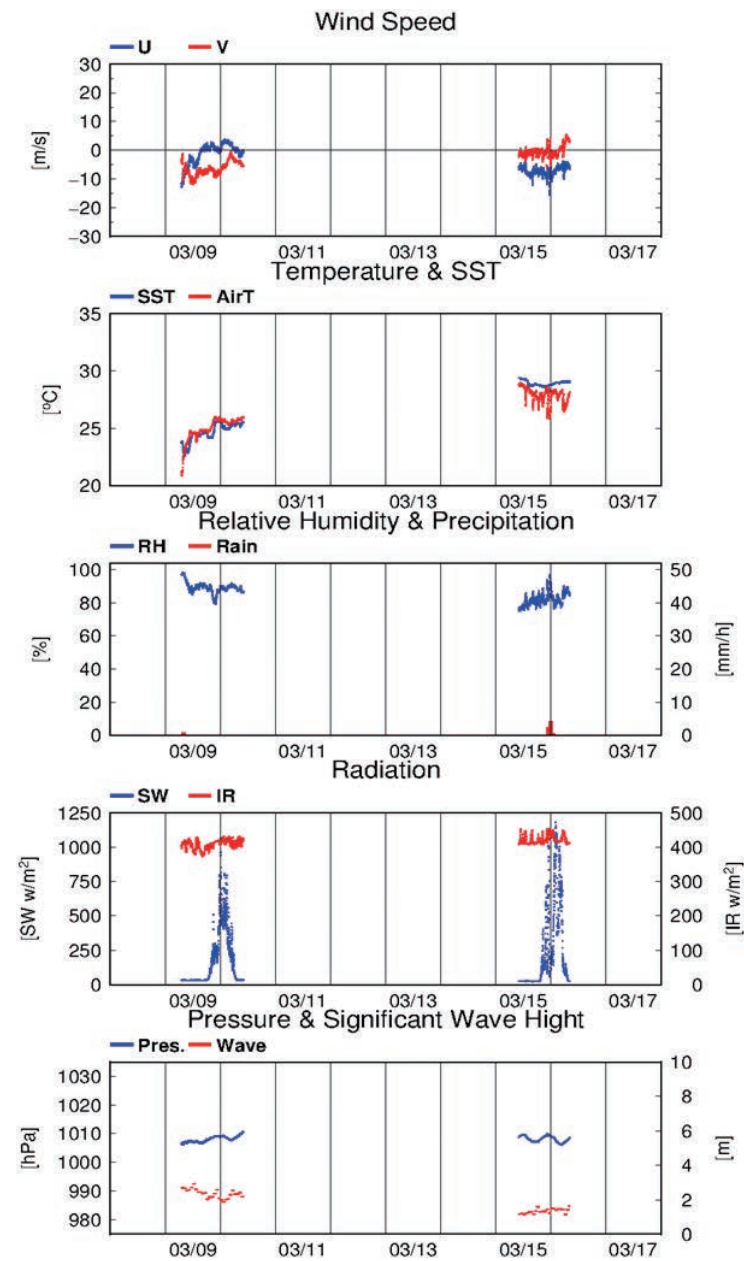 Wind Speed
U V
30
20
10
0
−10
−20
−30
[m/s]
03/09 03/11 03/13 03/15 03/17
Temperature & SST
SST AirT
35
30
25
20
[ºC]
03/09 03/11 03/13 03/15 03/17
Relative Humidity & Precipitation
RH Rain
100 50
80 40
60 30
40 20
20 10
0 0
[%] [mm/h]
03/09 03/11 03/13 03/15 03/17
Radiation
SW IR
1250 500
1000 400
750 300
500 200
250 100
0 0
[SW w/m²] [IR w/m²]
03/09 03/11 03/13 03/15 03/17
Pressure & Significant Wave Hight
Pres. Wave
1030 10
1020 8
1010 6
1000 4
990 2
980 0
[hPa] [m]
03/09 03/11 03/13 03/15 03/17